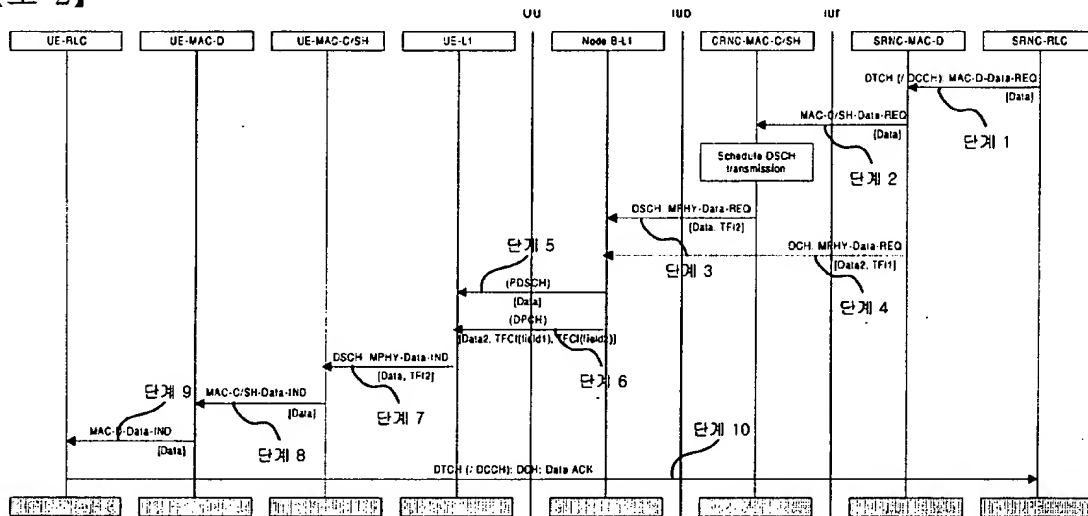 【도 2】
Uu Iub Iur
UE-RLC UE-MAC-D UE-MAC-C/SH UE-L1 Node B-L1 CRNC-MAC-C/SH SRNC-MAC-D SRNC-RLC
DTCH (/ DCCH): MAC-D-Data-REQ
[Data]
단계 1
MAC-C/SH-Data-REQ
[Data]
단계 2
Schedule DSCH
transmission
DSCH: MPHY-Data-REQ
[Data, TFI2]
단계 3
DCH: MPHY-Data-REQ
[Data2, TFI1]
단계 4
단계 5
(PDSCH)
[Data]
(DPCH)
[Data2, TFCI(field1), TFCI(field2)]
단계 6
DSCH: MPHY-Data-IND
[Data, TFI2]
단계 7
MAC-C/SH-Data-IND
[Data]
단계 8
단계 9
MAC-D-Data-IND
[Data]
단계 10
DTCH (/ DCCH): DCH: Data ACK